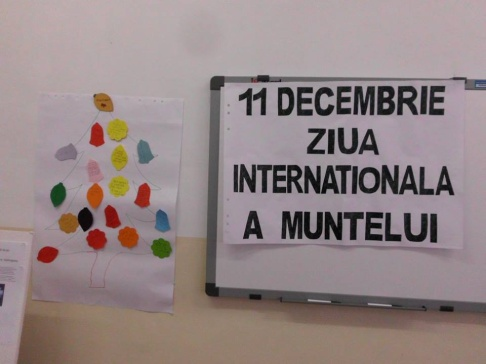 11 DECEMBRIE
ZIUA
INTERNATIONALA
A MUNTELUI